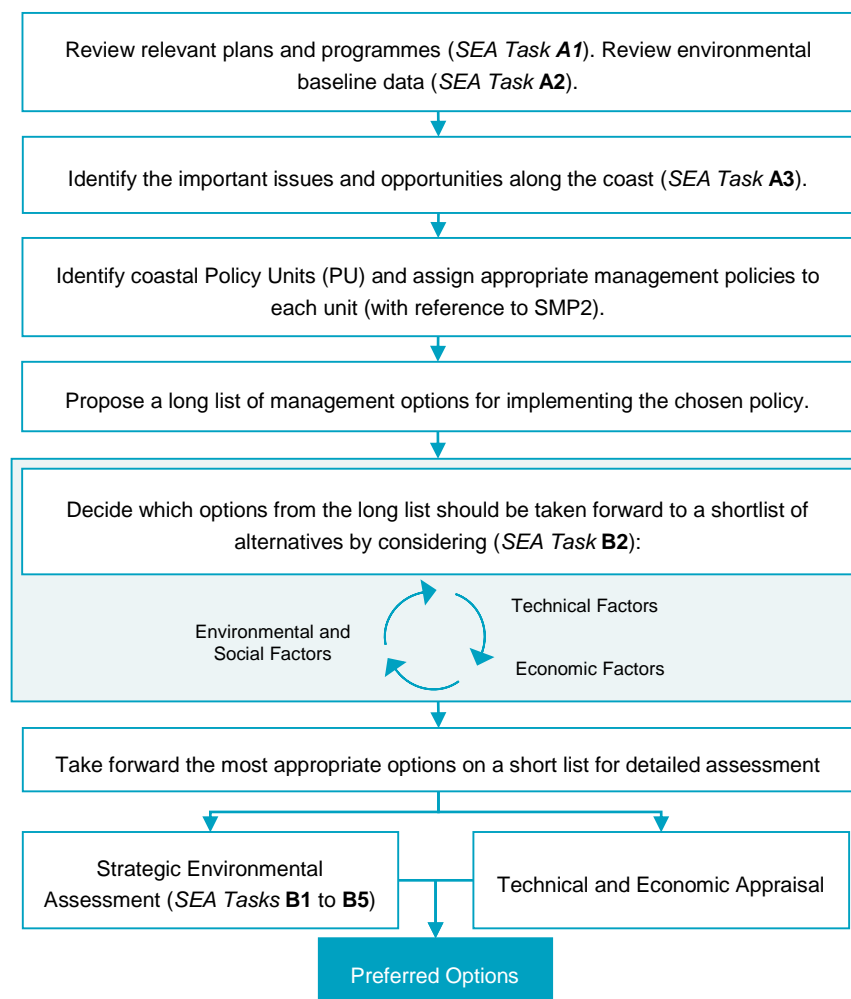 Review relevant plans and programmes (SEA Task A1). Review environmental
baseline data (SEA Task A2).
Identify the important issues and opportunities along the coast (SEA Task A3).
Identify coastal Policy Units (PU) and assign appropriate management policies to
each unit (with reference to SMP2).
Propose a long list of management options for implementing the chosen policy.
Decide which options from the long list should be taken forward to a shortlist of
alternatives by considering (SEA Task B2):
Technical Factors
Environmental and
Social Factors
Economic Factors
Take forward the most appropriate options on a short list for detailed assessment
Strategic Environmental
Assessment (SEA Tasks B1 to B5)
Technical and Economic Appraisal
Preferred Options